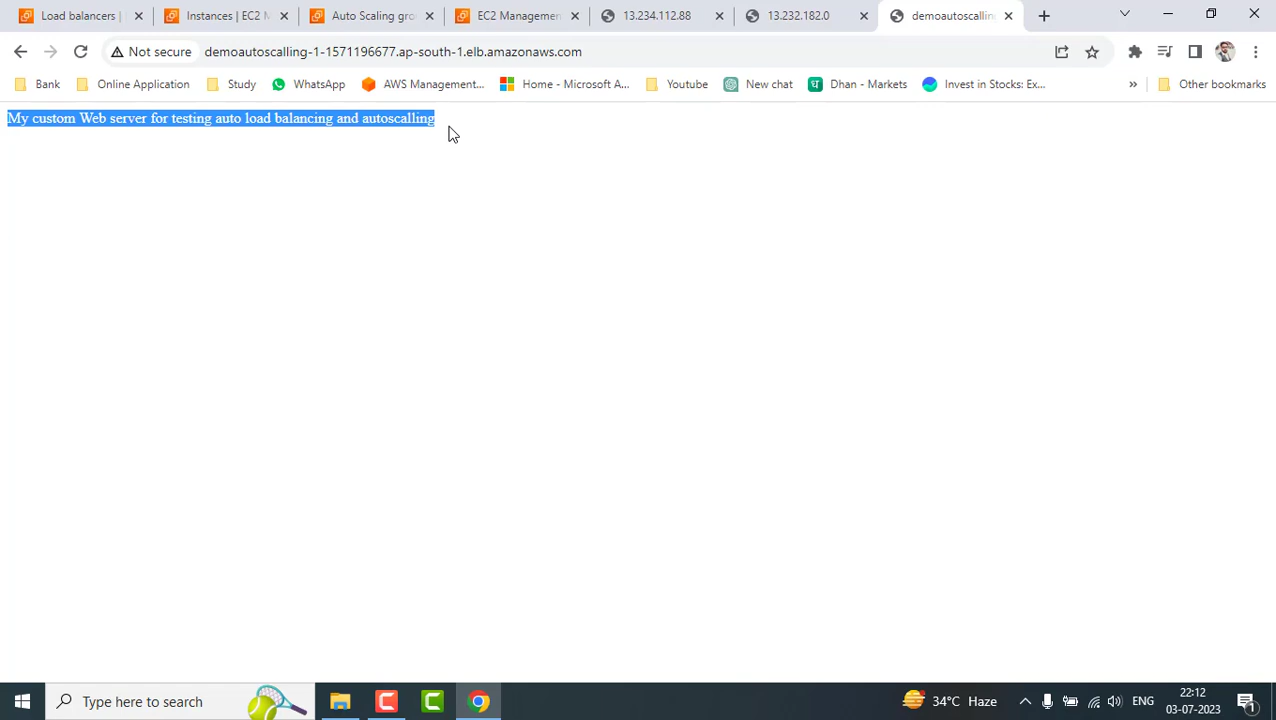 Load balancers |
Instances | EC2 M
Auto Scaling gro
EC2 Managemen
13.234.112.88
13.232.182.0
demoautoscallin
Not secure
demoautoscalling-1-1571196677.ap-south-1.elb.amazonaws.com
Bank
Online Application
Study
WhatsApp
AWS Management...
Home - Microsoft A...
Youtube
New chat
Dhan - Markets
Invest in Stocks: Ex...
»
Other bookmarks
My custom Web server for testing auto load balancing and autoscalling
Type here to search
34°C Haze
ENG
22:12
03-07-2023
1